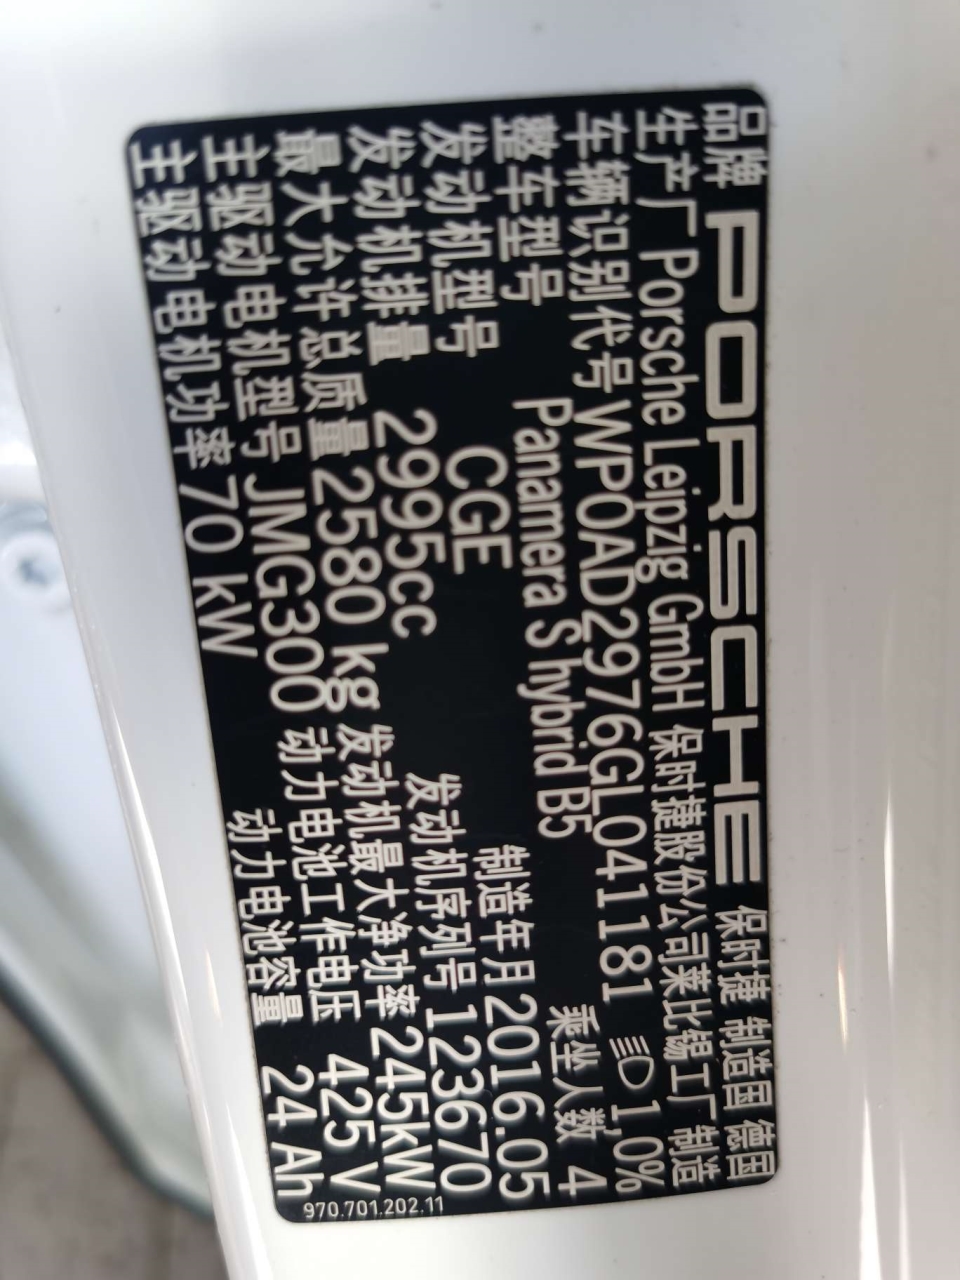 品牌 PORSCHE 保时捷 制造国 德国
生产厂 Porsche Leipzig GmbH 保时捷股份公司莱比锡工厂 制造
车辆识别代号 WP0AD2976GL041181 1.0%
整车型号 Panamera S hybrid B5 乘坐人数 4
发动机型号 CGE 制造年月 2016.05
发动机排量 2995cc 发动机序列号 123670
最大允许总质量 2580 kg 发动机最大净功率 245kW
主驱动电机型号 JMG300 动力电池工作电压 425 V
主驱动电机功率 70 kW 动力电池容量 24 Ah
970.701.202.11